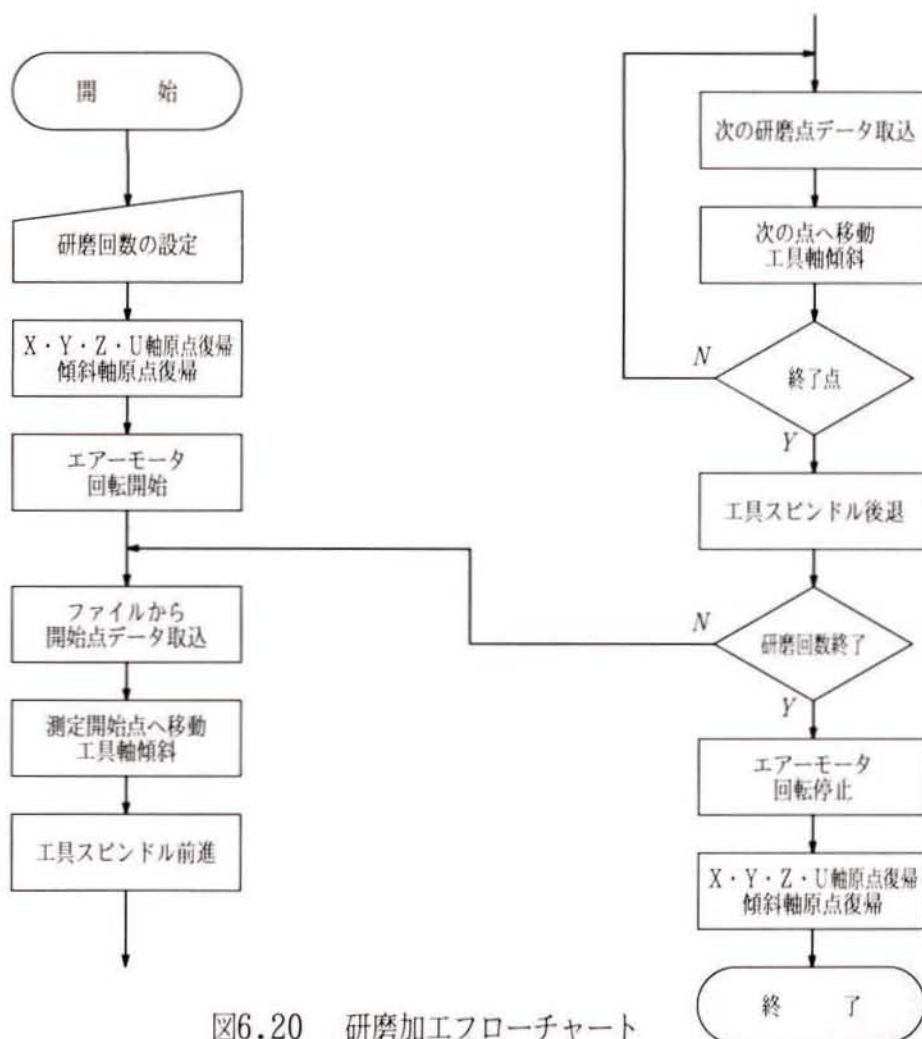 開 始
研磨回数の設定
X・Y・Z・U軸原点復帰
傾斜軸原点復帰
エアーモータ
回転開始
ファイルから
開始点データ取込
測定開始点へ移動
工具軸傾斜
工具スピンドル前進
次の研磨点データ取込
次の点へ移動
工具軸傾斜
N
終了点
Y
工具スピンドル後退
N
研磨回数終了
Y
エアーモータ
回転停止
X・Y・Z・U軸原点復帰
傾斜軸原点復帰
終 了
図6.20 研磨加工フローチャート